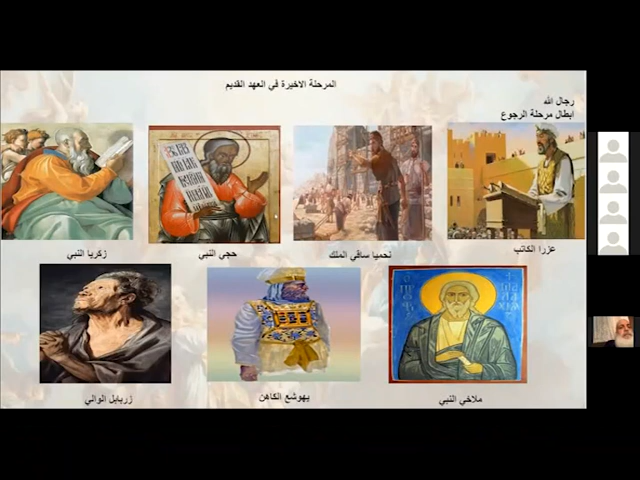 المرحلة الاخيرة في العهد القديم
رجال الله
ابطال مرحلة الرجوع
عزرا الكاتب
نحميا ساقي الملك
حجي النبي
زكريا النبي
ملاخي النبي
يهوشع الكاهن
زربابل الوالي